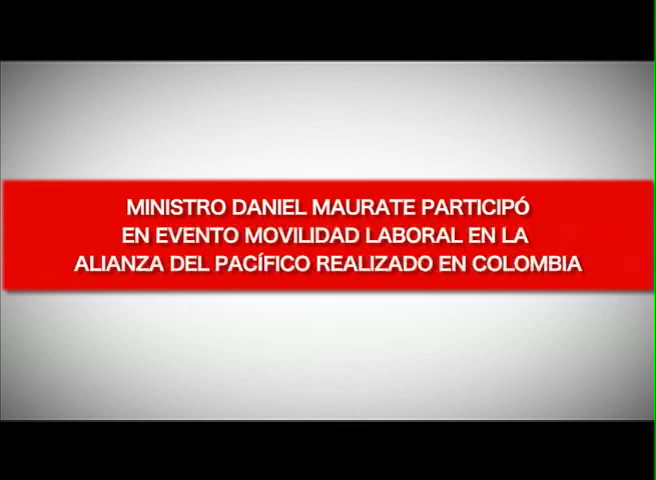 MINISTRO DANIEL MAURATE PARTICIPÓ
EN EVENTO MOVILIDAD LABORAL EN LA
ALIANZA DEL PACÍFICO REALIZADO EN COLOMBIA